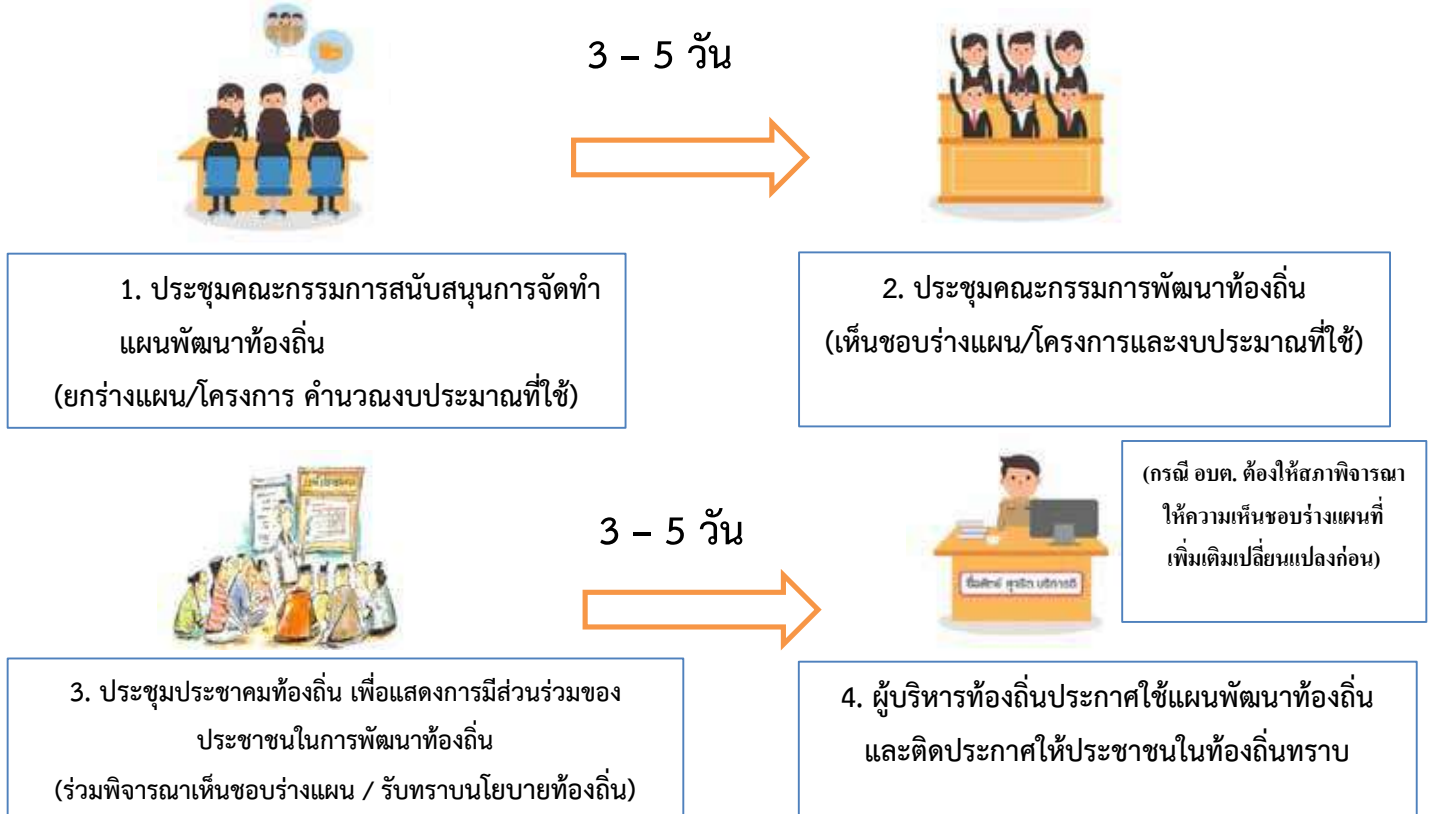 3 – 5 วัน
1. ประชุมคณะกรรมการสนับสนุนการจัดทำ
แผนพัฒนาท้องถิ่น
(ยกร่างแผน/โครงการ คำนวณงบประมาณที่ใช้)
2. ประชุมคณะกรรมการพัฒนาท้องถิ่น
(เห็นชอบร่างแผน/โครงการและงบประมาณที่ใช้)
3 – 5 วัน
(กรณี อบต. ต้องให้สภาพิจารณา
ให้ความเห็นชอบร่างแผนที่
เพิ่มเติมเปลี่ยนแปลงก่อน)
ซื่อสัตย์ สุจริต บริการดี
3. ประชุมประชาคมท้องถิ่น เพื่อแสดงการมีส่วนร่วมของ
ประชาชนในการพัฒนาท้องถิ่น
(ร่วมพิจารณาเห็นชอบร่างแผน / รับทราบนโยบายท้องถิ่น)
4. ผู้บริหารท้องถิ่นประกาศใช้แผนพัฒนาท้องถิ่น
และติดประกาศให้ประชาชนในท้องถิ่นทราบ